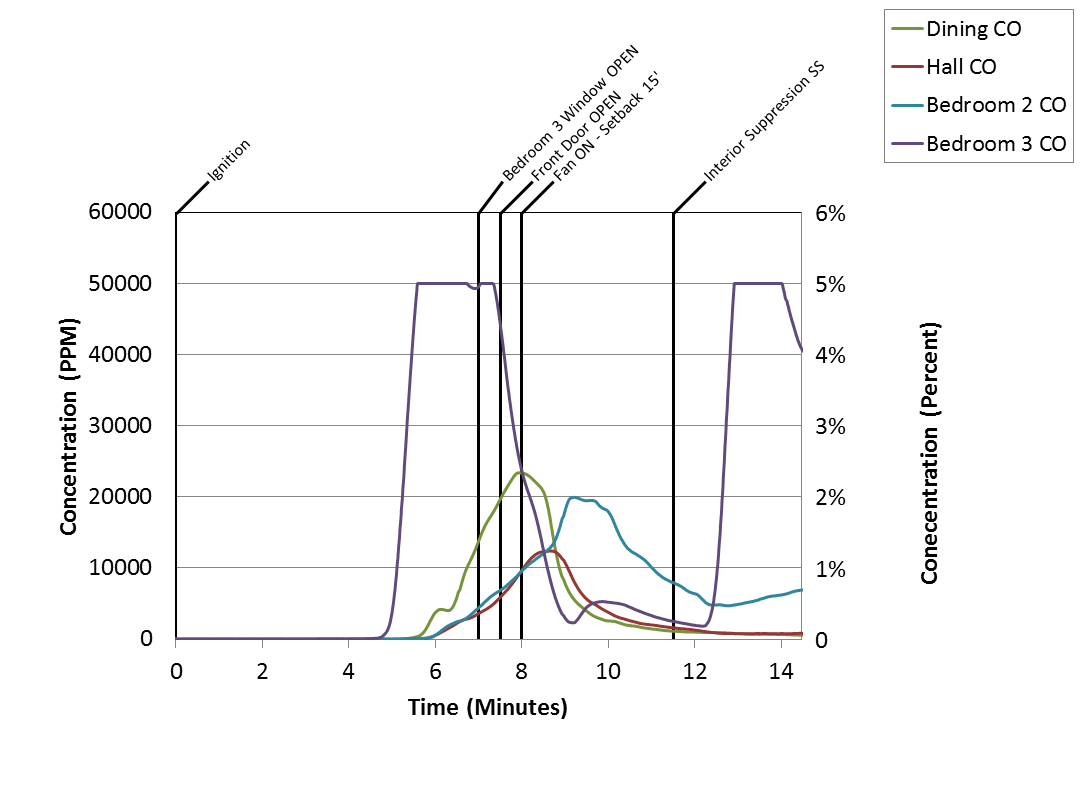 Dining CO
Hall CO
Bedroom 2 CO
Bedroom 3 CO
Ignition
Bedroom 3 Window OPEN
Front Door OPEN
Fan ON - Setback 15'
Interior Suppression SS
60000
50000
40000
30000
20000
10000
0
6%
5%
4%
3%
2%
1%
0
Concentration (PPM)
Conecentration (Percent)
0 2 4 6 8 10 12 14
Time (Minutes)